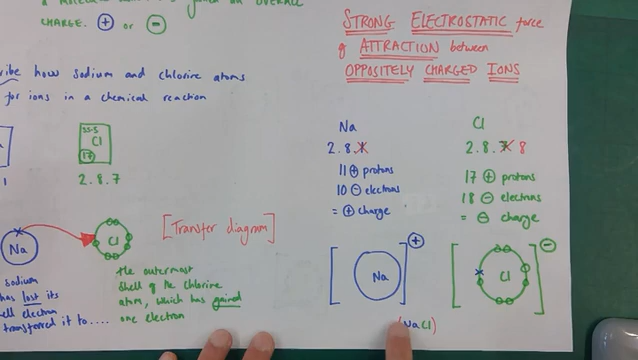 CHARGE. + or −
STRONG ELECTROSTATIC force
of ATTRACTION between
OPPOSITELY CHARGED IONS
how sodium and chlorine atoms
for ions in a chemical reaction
35.5
Cl
17
2.8.7
1
Na
2.8.1
11 + protons
10 − electrons
= + charge
Cl
2.8.7 8
17 + protons
18 − electrons
= − charge
Na
Cl
[Transfer diagram]
sodium
has lost its
electron
transferred it to ....
the outermost
shell of the chlorine
atom, which has gained
one electron
[Na] +
[Cl] −
(NaCl)